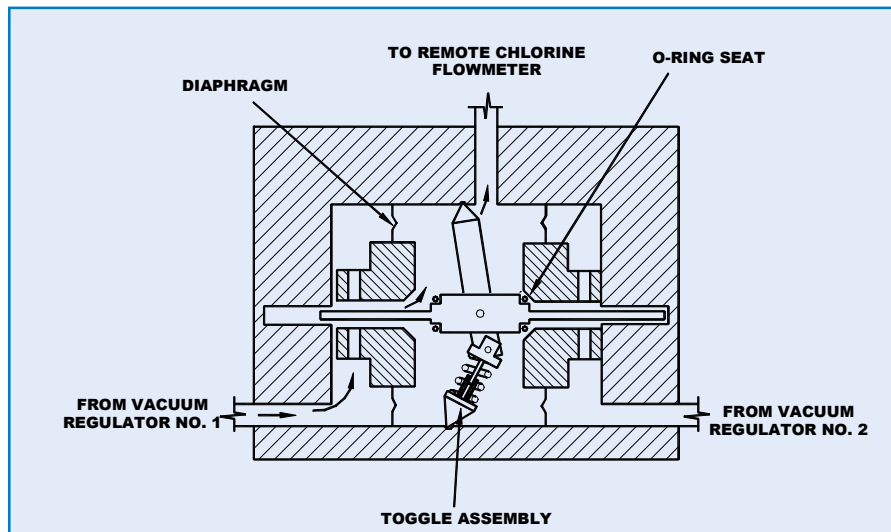 TO REMOTE CHLORINE
FLOWMETER
O-RING SEAT
DIAPHRAGM
FROM VACUUM
REGULATOR NO. 1
FROM VACUUM
REGULATOR NO. 2
TOGGLE ASSEMBLY